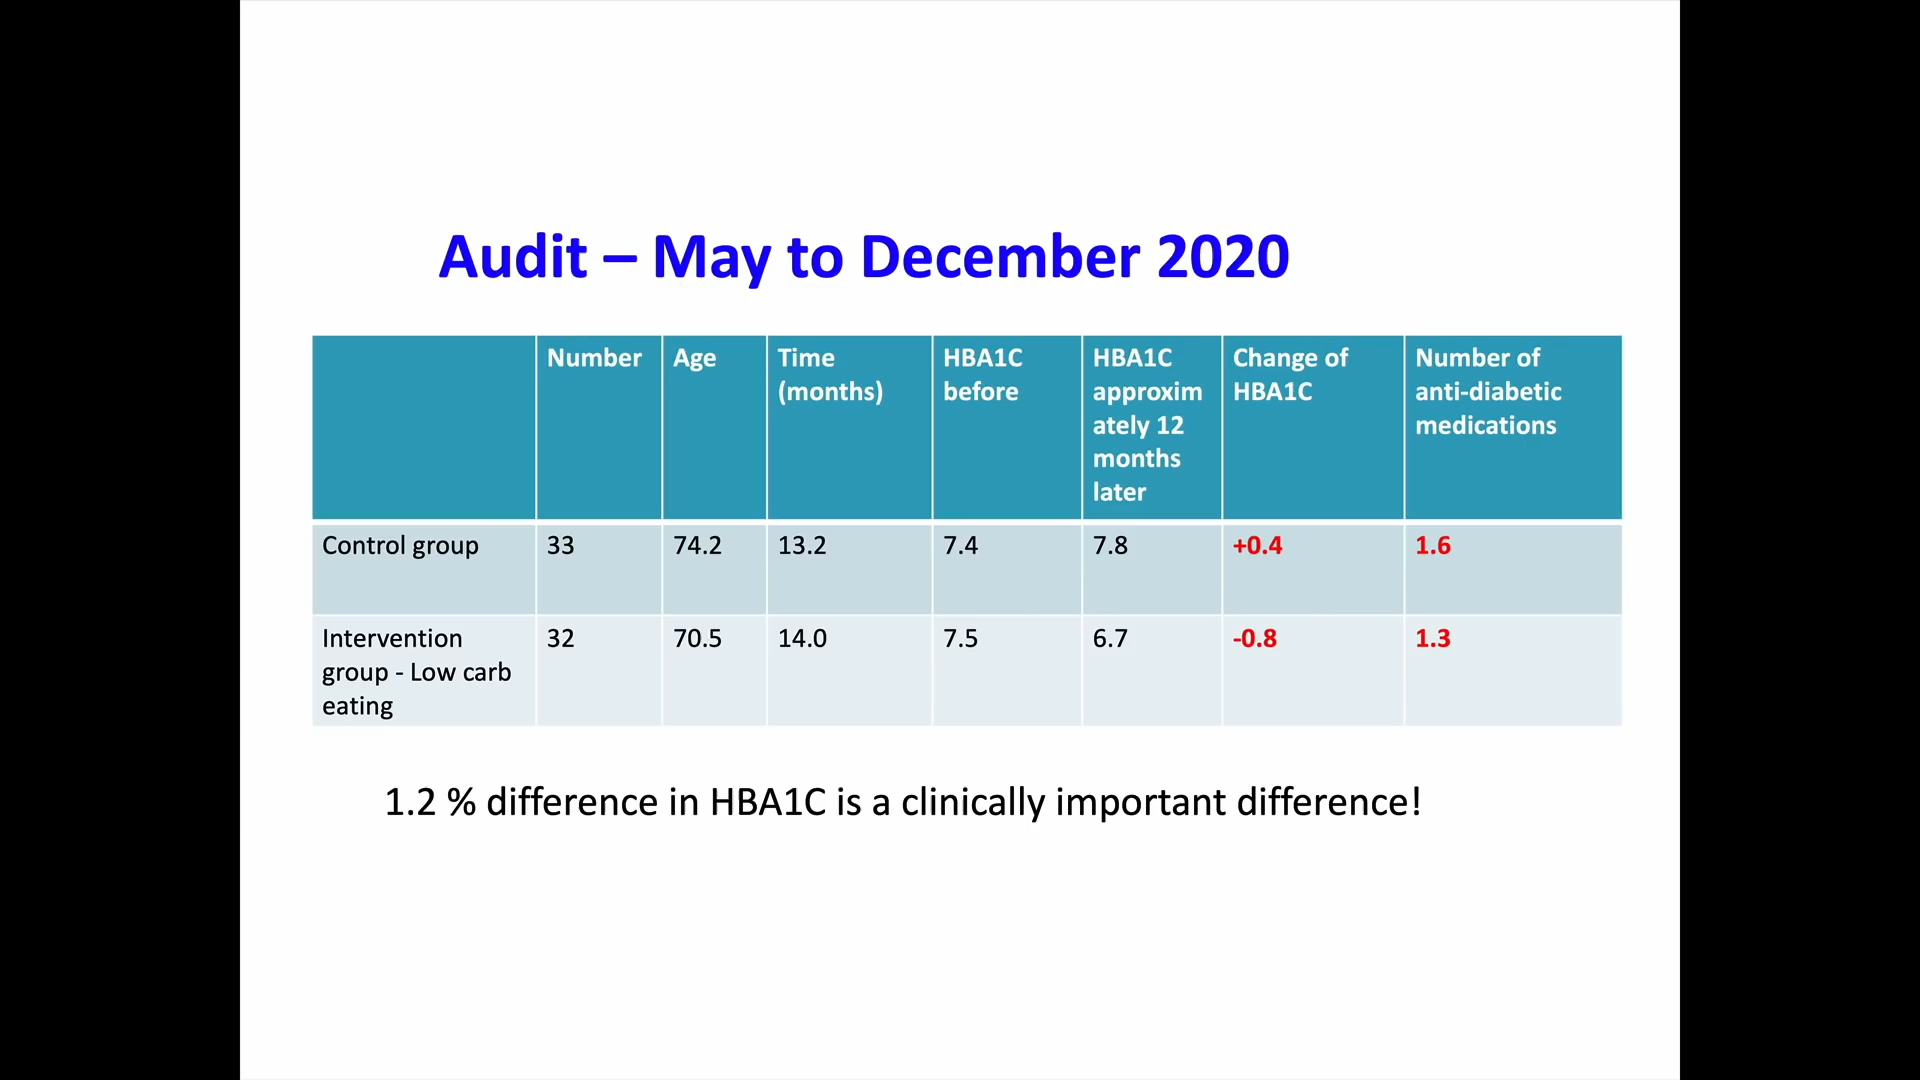 Audit – May to December 2020
Number
Age
Time
(months)
HBA1C
before
HBA1C
approxim
ately 12
months
later
Change of
HBA1C
Number of
anti-diabetic
medications
Control group
33
74.2
13.2
7.4
7.8
+0.4
1.6
Intervention
group - Low carb
eating
32
70.5
14.0
7.5
6.7
-0.8
1.3
1.2 % difference in HBA1C is a clinically important difference!